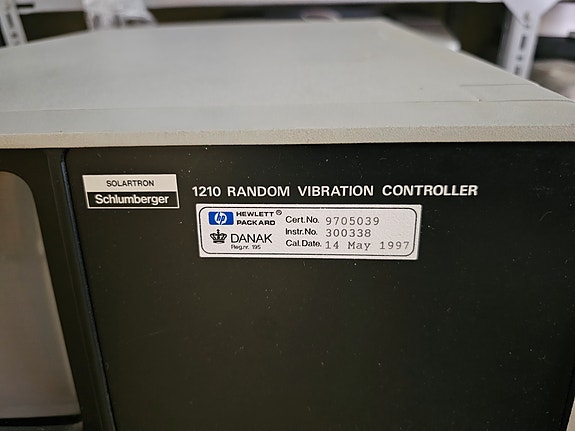 SOLARTRON
Schlumberger
1210 RANDOM VIBRATION CONTROLLER
hp HEWLETT® PACKARD
DANAK
Reg.nr. 195
Cert.No. 9705039
Instr.No. 300338
Cal.Date. 14 May 1997